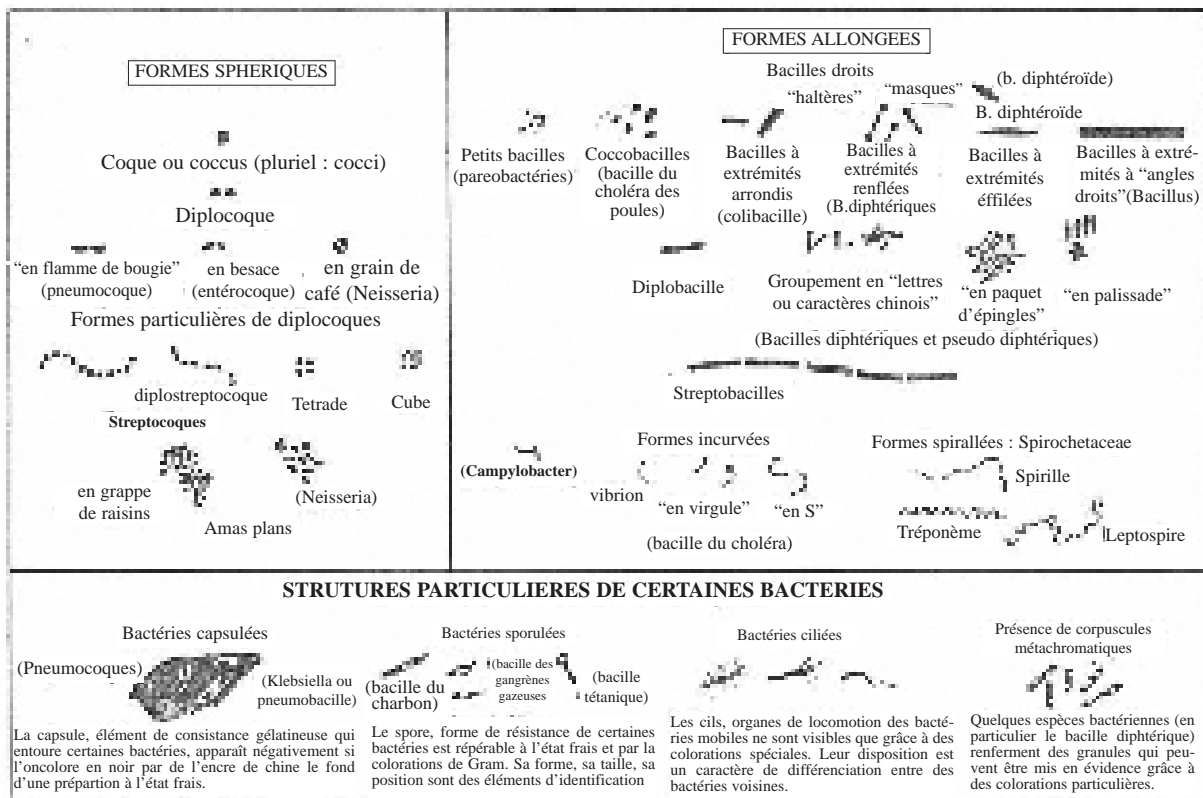 FORMES SPHERIQUES
Coque ou coccus (pluriel : cocci)
Diplocoque
“en flamme de bougie”
(pneumocoque)
en besace
(entérocoque)
en grain de
café (Neisseria)
Formes particulières de diplocoques
diplostreptocoque
Tetrade
Cube
Streptocoques
en grappe
de raisins
(Neisseria)
Amas plans
FORMES ALLONGEES
Bacilles droits
“haltères”
“masques”
(b. diphtéroïde)
B. diphtéroïde
Petits bacilles
(pareobactéries)
Coccobacilles
(bacille du
choléra des
poules)
Bacilles à
extrémités
arrondis
(colibacille)
Bacilles à
extrémités
renflées
(B.diphtériques
Bacilles à
extrémités
éffilées
Bacilles à extré-
mités à “angles
droits”(Bacillus)
Diplobacille
Groupement en “lettres
ou caractères chinois”
“en paquet
d’épingles”
“en palissade”
(Bacilles diphtériques et pseudo diphtériques)
Streptobacilles
(Campylobacter)
Formes incurvées
vibrion
“en virgule”
“en S”
(bacille du choléra)
Formes spirallées : Spirochetaceae
Spirille
Tréponème
Leptospire
STRUTURES PARTICULIERES DE CERTAINES BACTERIES
Bactéries capsulées
(Pneumocoques)
(Klebsiella ou
pneumobacille)
La capsule, élément de consistance gélatineuse qui
entoure certaines bactéries, apparaît négativement si
l’oncolore en noir par de l’encre de chine le fond
d’une prépartion à l’état frais.
Bactéries sporulées
(bacille du
charbon)
(bacille des
gangrènes
gazeuses
(bacille
tétanique)
Le spore, forme de résistance de certaines
bactéries est répérable à l’état frais et par la
colorations de Gram. Sa forme, sa taille, sa
position sont des éléments d’identification
Bactéries ciliées
Les cils, organes de locomotion des bacté-
ries mobiles ne sont visibles que grâce à des
colorations spéciales. Leur disposition est
un caractère de différenciation entre des
bactéries voisines.
Présence de corpuscules
métachromatiques
Quelques espèces bactériennes (en
particulier le bacille diphtérique)
renferment des granules qui peu-
vent être mis en évidence grâce à
des colorations particulières.